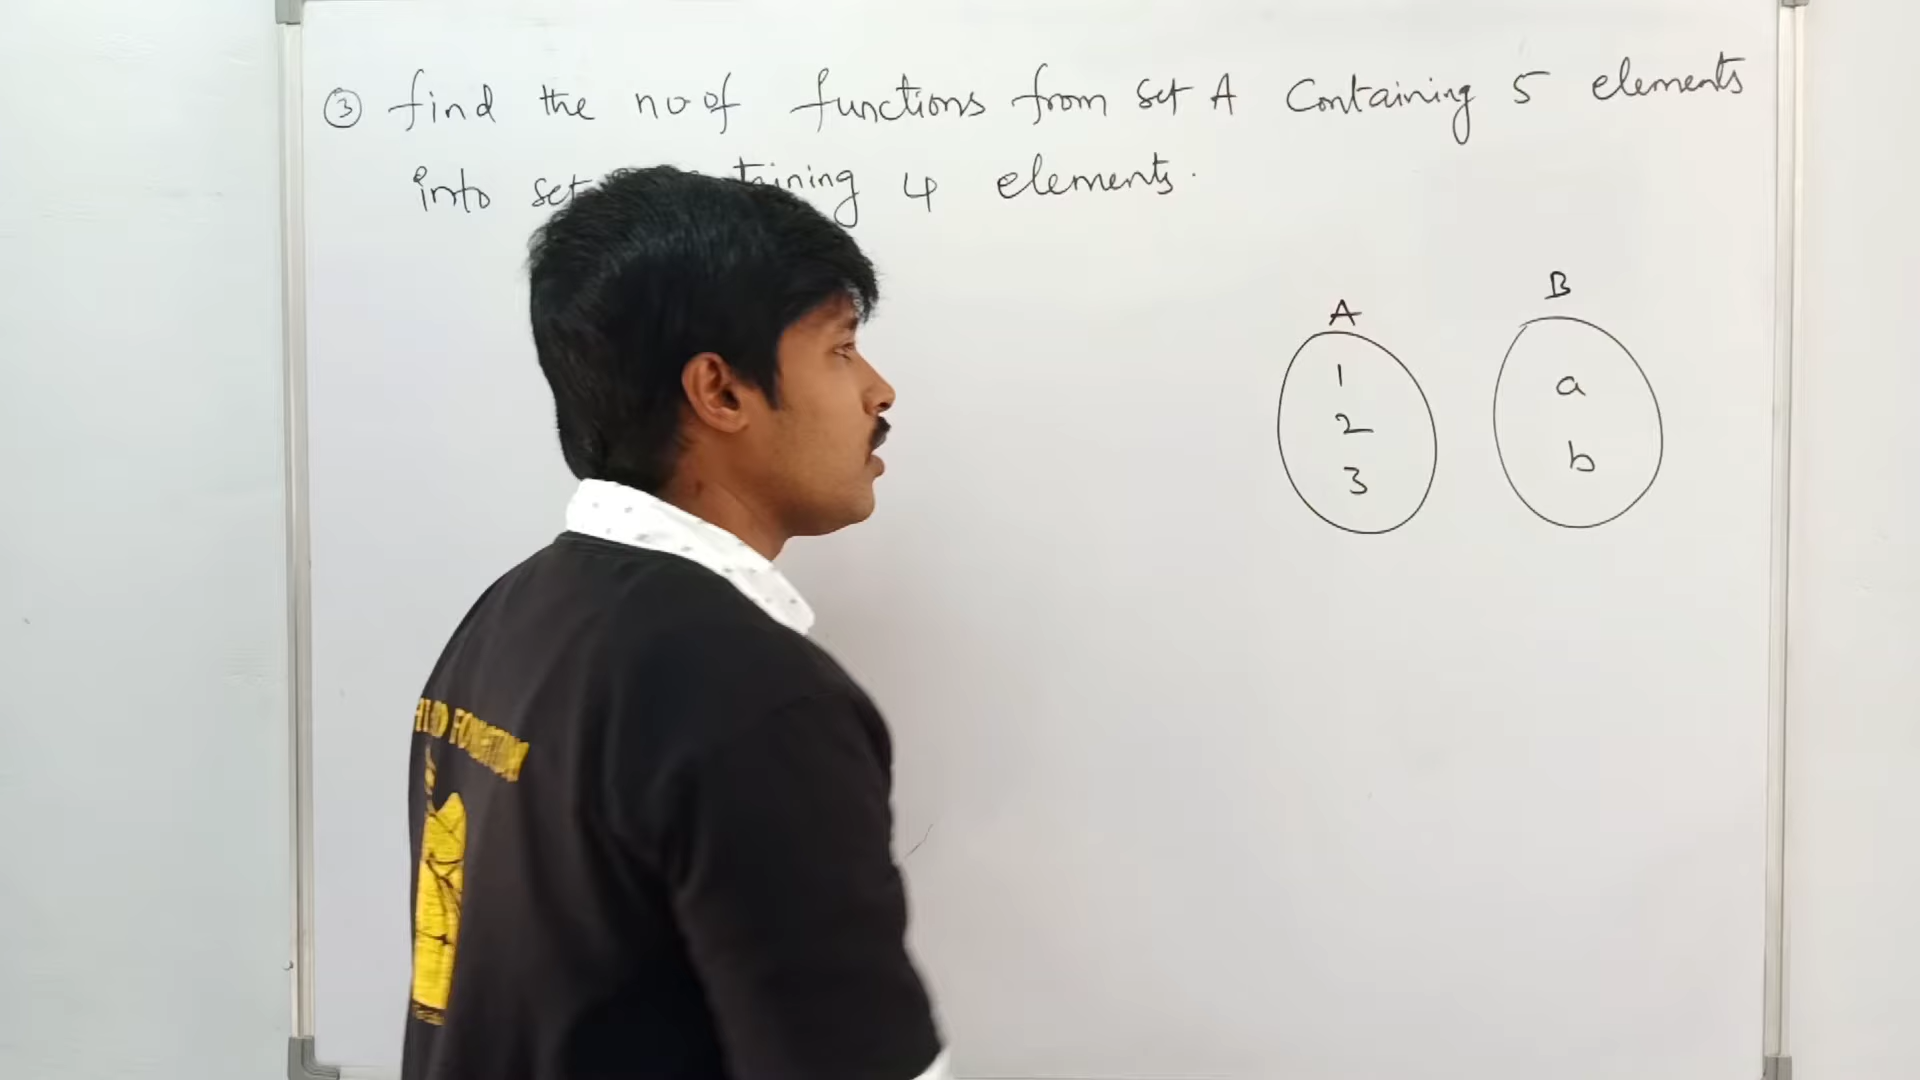 ③ find the no of functions from set A Containing 5 elements
into set taining 4 elements.
A B
1 a
2 b
3